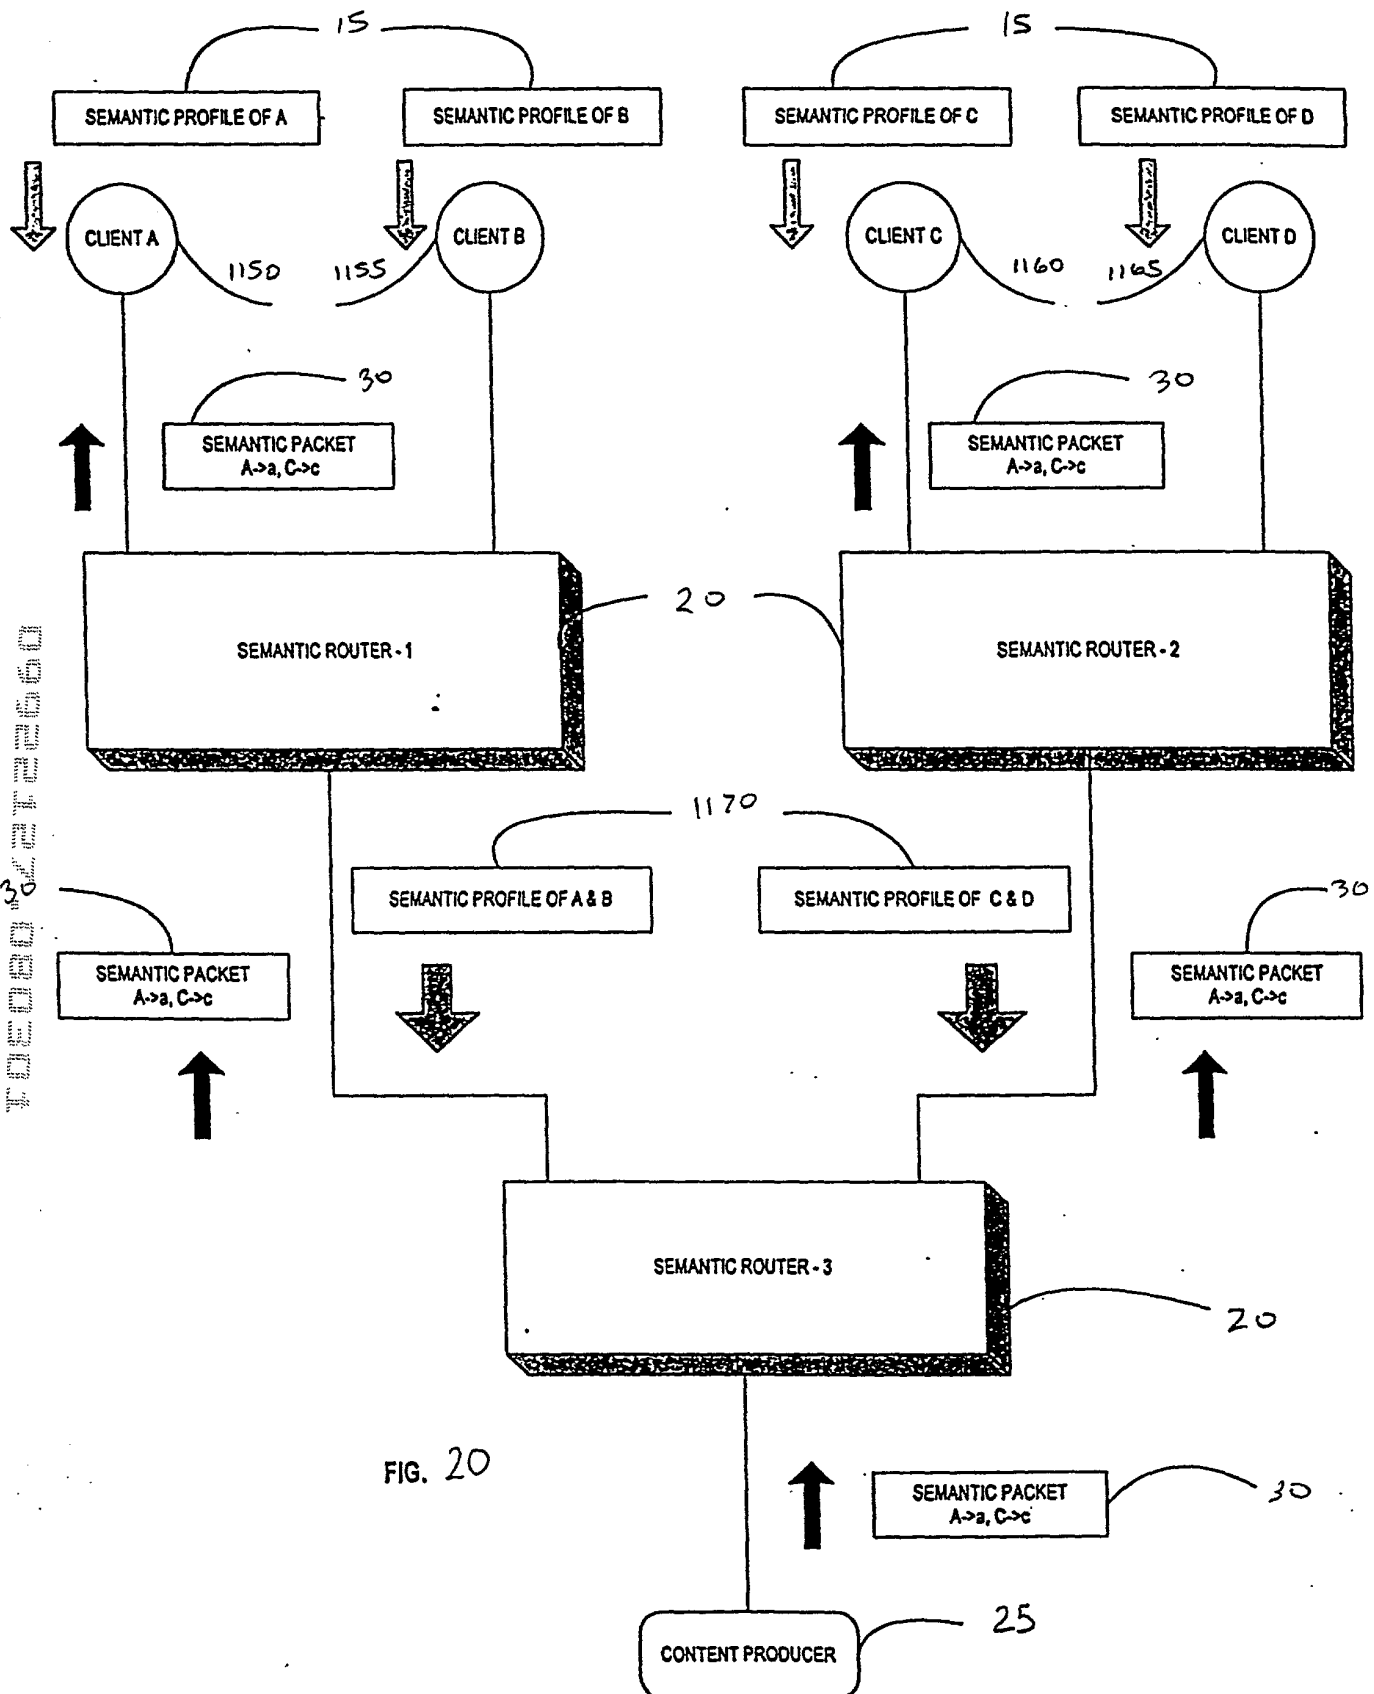 15
15
SEMANTIC PROFILE OF A
SEMANTIC PROFILE OF B
SEMANTIC PROFILE OF C
SEMANTIC PROFILE OF D
CLIENT A
CLIENT B
CLIENT C
CLIENT D
1150
1155
1160
1165
30
30
SEMANTIC PACKET
A->a, C->c
SEMANTIC PACKET
A->a, C->c
20
SEMANTIC ROUTER - 1
SEMANTIC ROUTER - 2
1170
30
SEMANTIC PROFILE OF A & B
SEMANTIC PROFILE OF C & D
30
SEMANTIC PACKET
A->a, C->c
SEMANTIC PACKET
A->a, C->c
SEMANTIC ROUTER - 3
20
FIG. 20
SEMANTIC PACKET
A->a, C->c
30
25
CONTENT PRODUCER